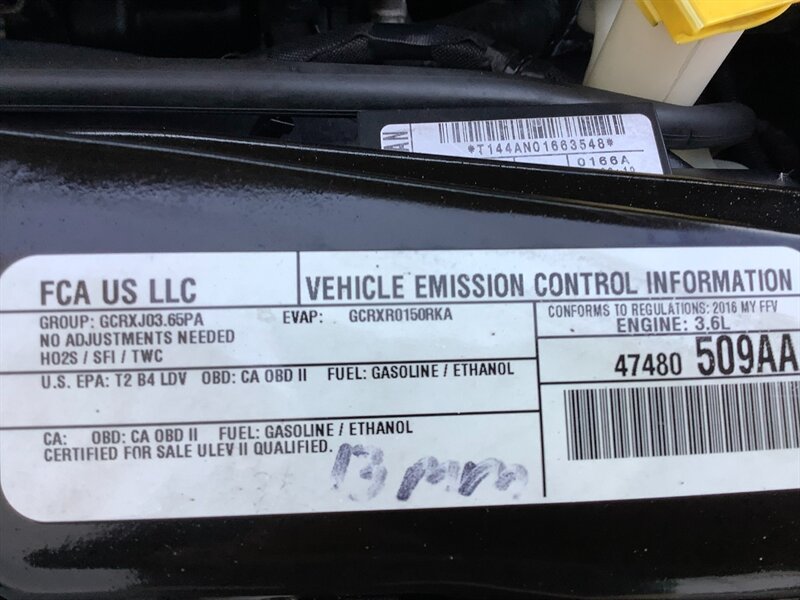 AN
*T144AN01663548*
0166A
FCA US LLC
VEHICLE EMISSION CONTROL INFORMATION
GROUP: GCRXJ03.65PA
EVAP: GCRXR0150RKA
CONFORMS TO REGULATIONS: 2016 MY FFV
NO ADJUSTMENTS NEEDED
ENGINE: 3.6L
HO2S / SFI / TWC
U.S. EPA: T2 B4 LDV OBD: CA OBD II FUEL: GASOLINE / ETHANOL
47480 509AA
CA: OBD: CA OBD II FUEL: GASOLINE / ETHANOL
CERTIFIED FOR SALE ULEV II QUALIFIED.
13 mm